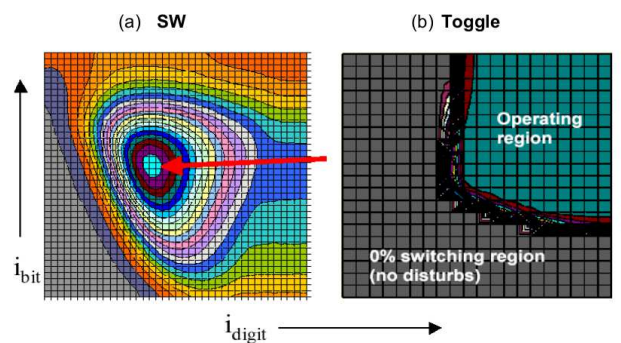 (a) SW
(b) Toggle
Operating
region
0% switching region
(no disturbs)
i_bit
i_digit